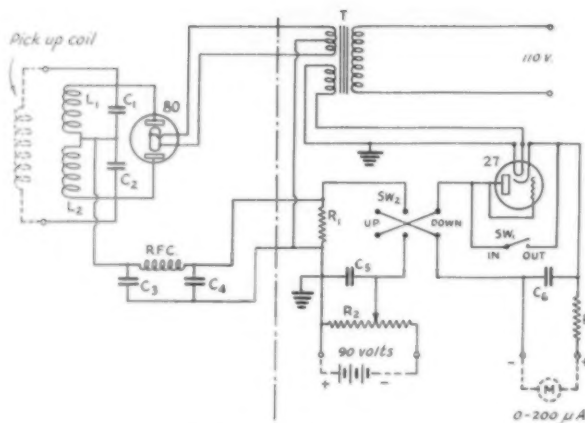 Pick up coil
L₁
C₁
C₂
L₂
80
T
110 V.
27
R₁
SW₂
UP
DOWN
SW₁
IN
OUT
RFC.
C₃
C₄
C₅
C₆
R₂
90 volts
+
-
-
+
M
0-200 μA